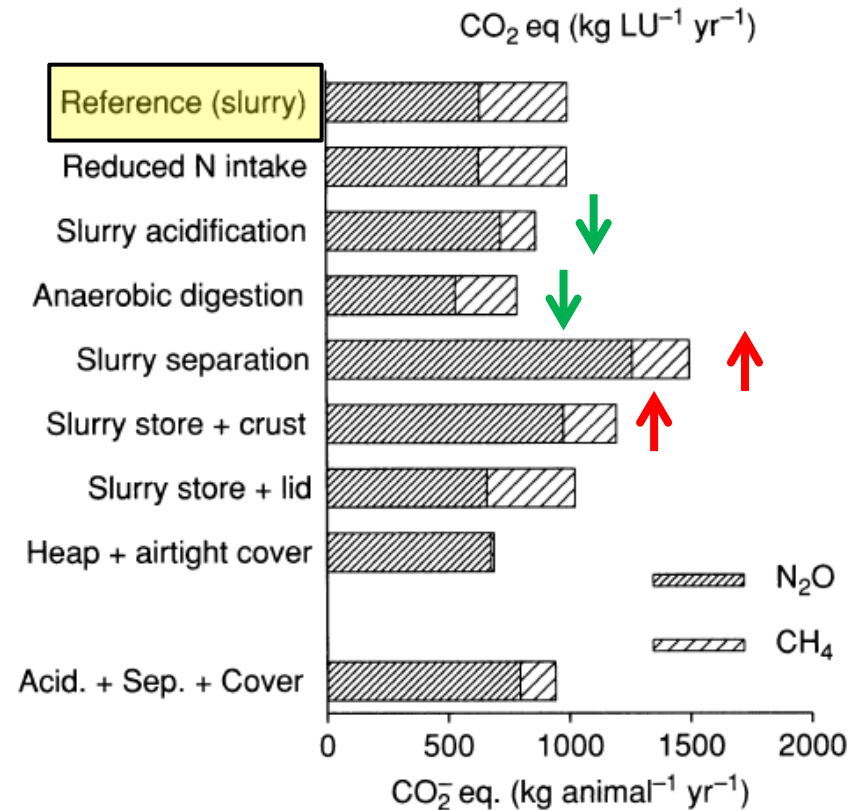 CO₂ eq (kg LU⁻¹ yr⁻¹)
Reference (slurry)
Reduced N intake
Slurry acidification
Anaerobic digestion
Slurry separation
Slurry store + crust
Slurry store + lid
Heap + airtight cover
N₂O
CH₄
Acid. + Sep. + Cover
0 500 1000 1500 2000
CO₂⁻ eq. (kg animal⁻¹ yr⁻¹)